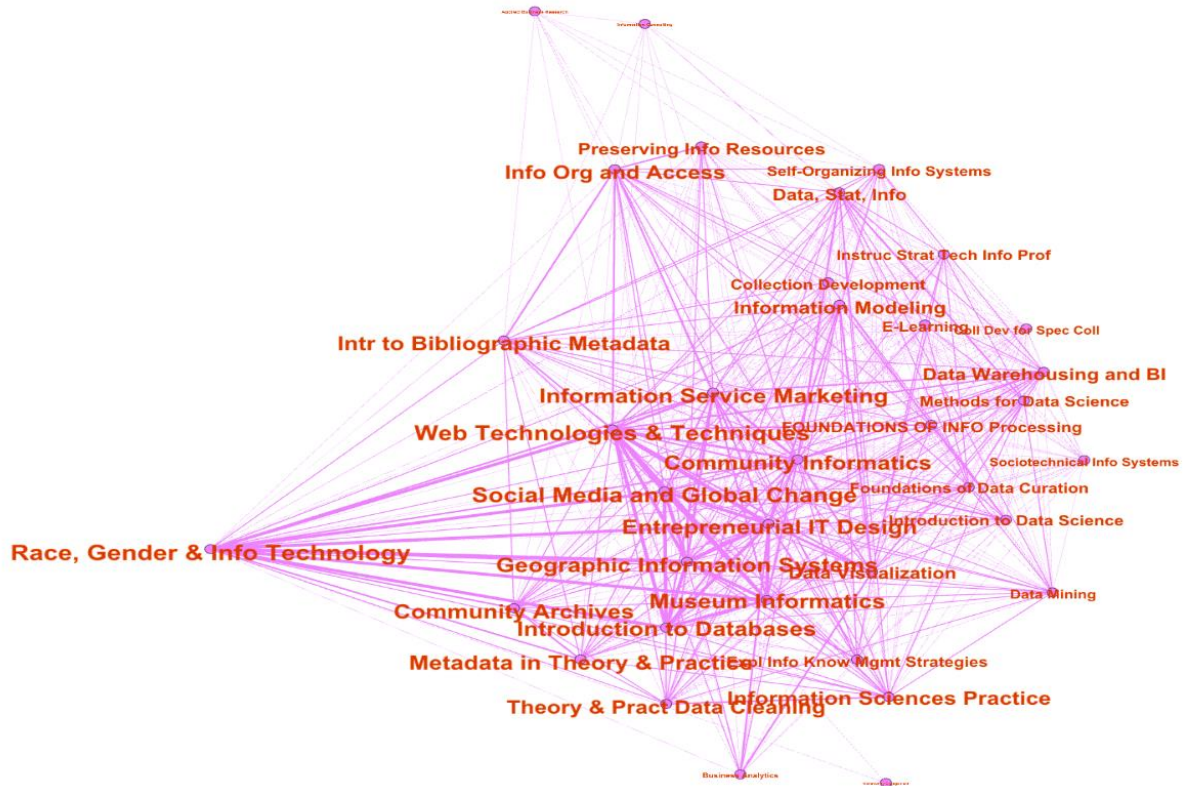 Information Consulting
Preserving Info Resources
Info Org and Access
Self-Organizing Info Systems
Data, Stat, Info
Instruc Strat Tech Info Prof
Collection Development
Information Modeling
E-Learning
Coll Dev for Spec Coll
Intr to Bibliographic Metadata
Data Warehousing and BI
Information Service Marketing
Methods for Data Science
Web Technologies & Techniques
FOUNDATIONS OF INFO Processing
Community Informatics
Sociotechnical Info Systems
Social Media and Global Change
Foundations of Data Curation
Entrepreneurial IT Design
Introduction to Data Science
Race, Gender & Info Technology
Geographic Information Systems
Data Visualization
Museum Informatics
Data Mining
Community Archives
Introduction to Databases
Metadata in Theory & Practice
Expl Info Know Mgmt Strategies
Information Sciences Practice
Theory & Pract Data Cleaning
Business Analytics